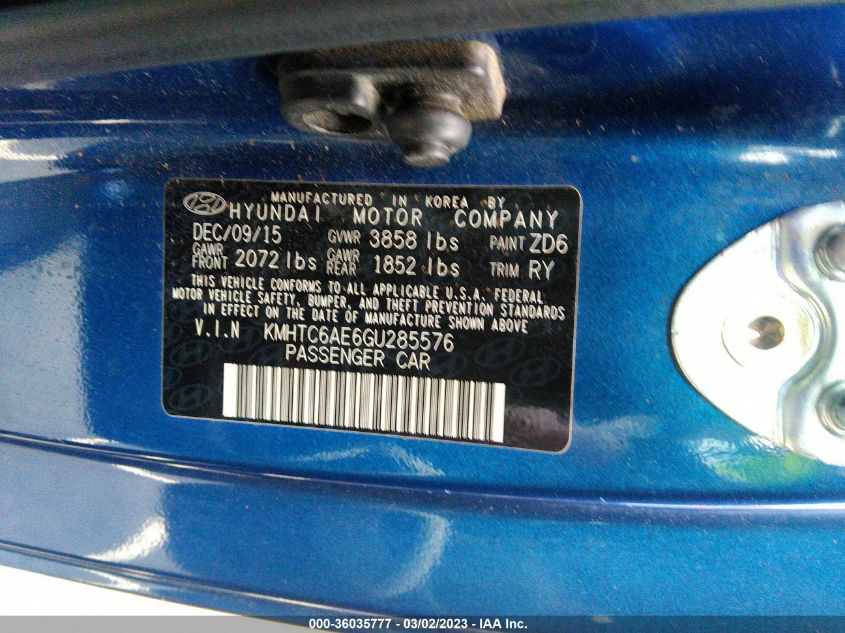 MANUFACTURED IN KOREA BY
HYUNDAI MOTOR COMPANY
DEC/09/15 GVWR 3858 lbs PAINT ZD6
GAWR FRONT 2072 lbs GAWR REAR 1852 lbs TRIM RY
THIS VEHICLE CONFORMS TO ALL APPLICABLE U.S.A. FEDERAL
MOTOR VEHICLE SAFETY, BUMPER, AND THEFT PREVENTION STANDARDS
IN EFFECT ON THE DATE OF MANUFACTURE SHOWN ABOVE
V.I.N KMHTC6AE6GU285576
PASSENGER CAR
000-36035777 - 03/02/2023 - IAA Inc.